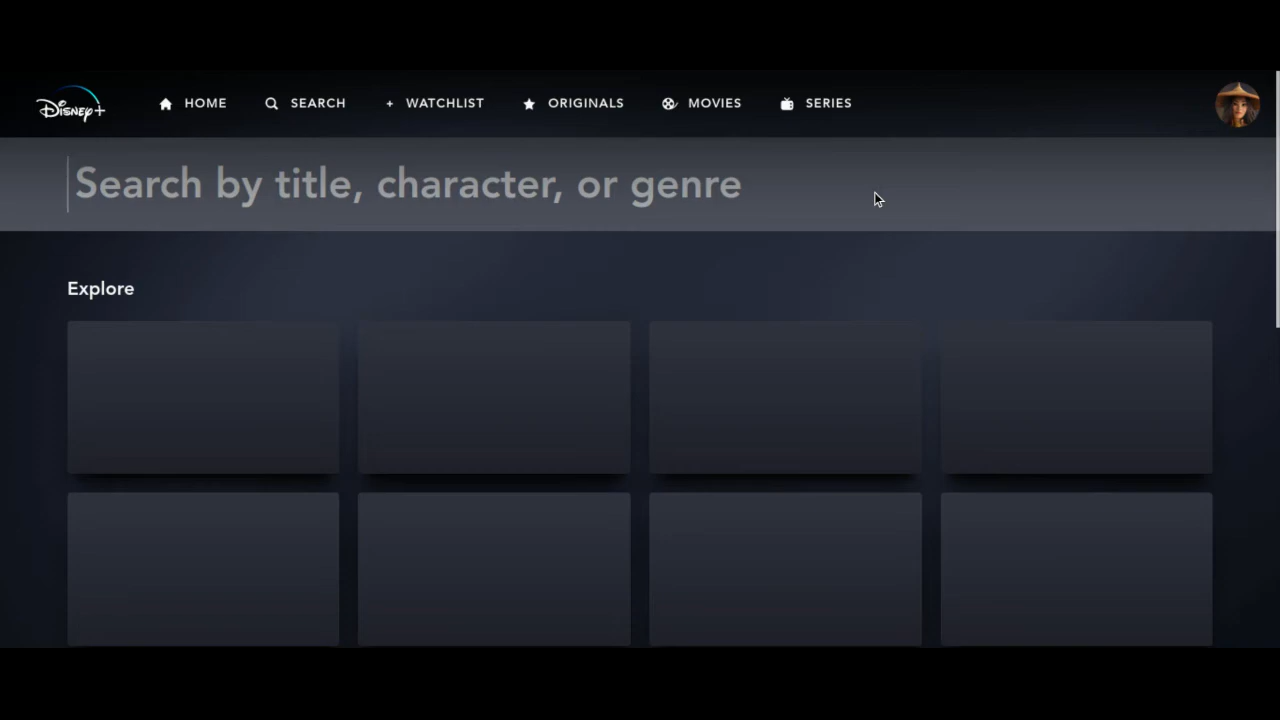 Disney+
HOME
SEARCH
+ WATCHLIST
ORIGINALS
MOVIES
SERIES
Search by title, character, or genre
Explore